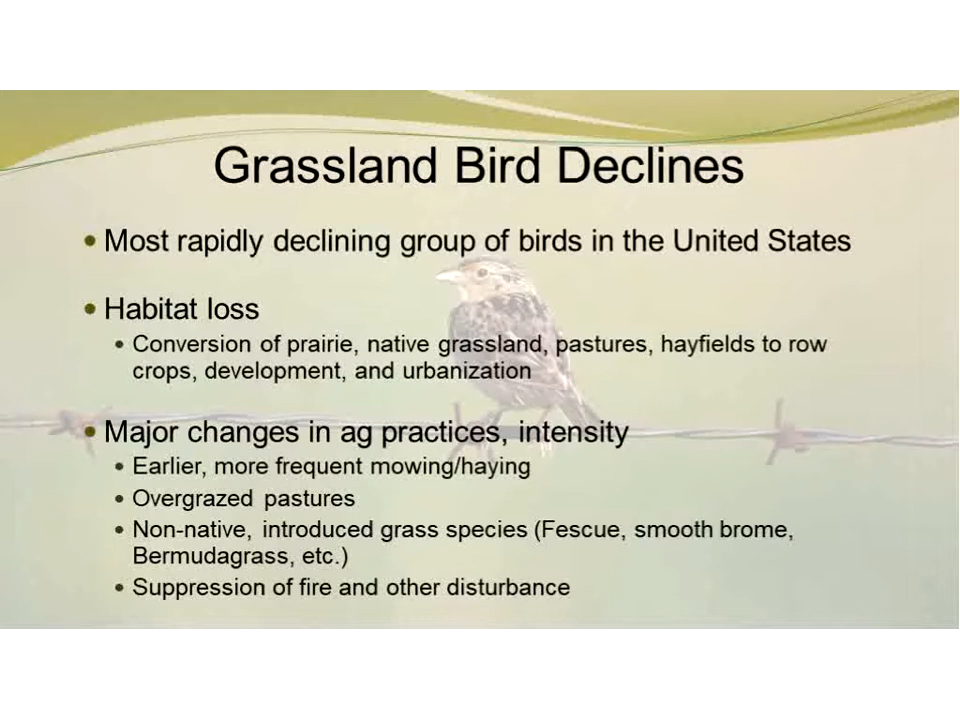 Grassland Bird Declines
• Most rapidly declining group of birds in the United States
• Habitat loss
• Conversion of prairie, native grassland, pastures, hayfields to row
crops, development, and urbanization
• Major changes in ag practices, intensity
• Earlier, more frequent mowing/haying
• Overgrazed pastures
• Non-native, introduced grass species (Fescue, smooth brome,
Bermudagrass, etc.)
• Suppression of fire and other disturbance